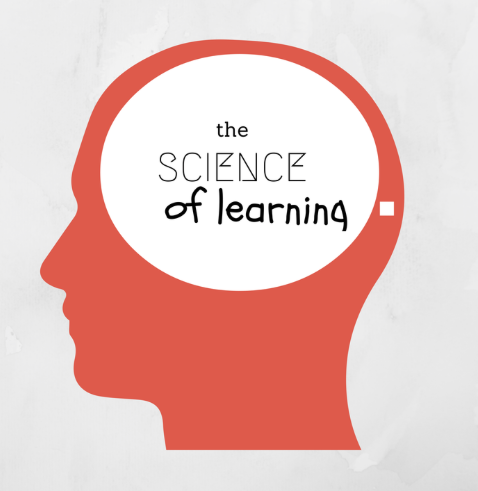 the
SCIENCE
of learning